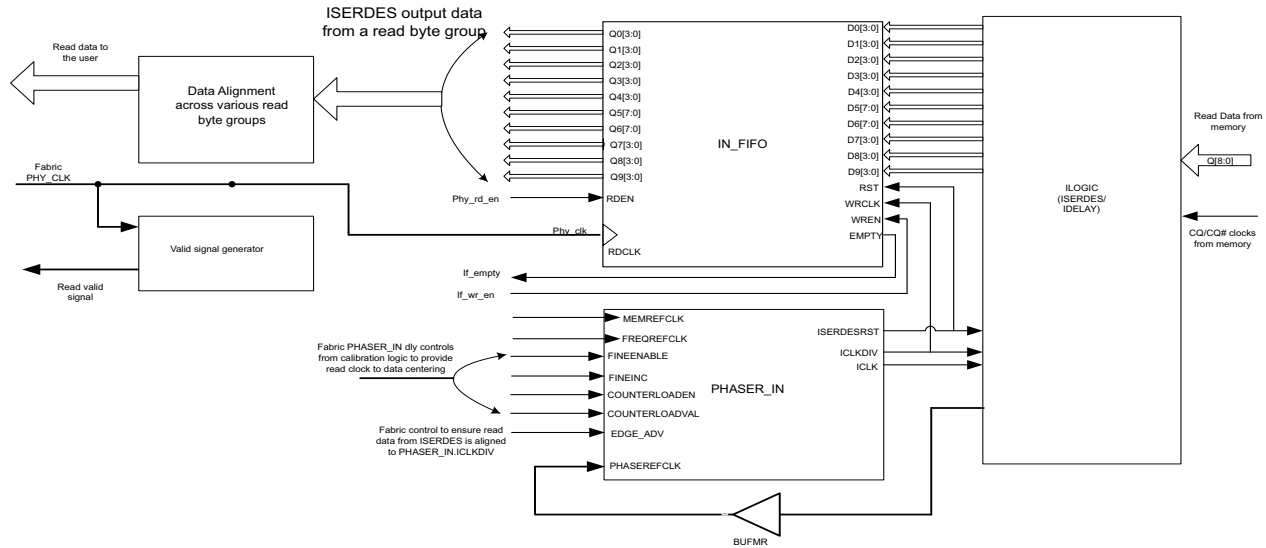 ISERDES output data
from a read byte group
Read data to
the user
Data Alignment
across various read
byte groups
Fabric
PHY_CLK
Valid signal generator
Read valid
signal
Q0[3:0]
Q1[3:0]
Q2[3:0]
Q3[3:0]
Q4[3:0]
Q5[7:0]
Q6[7:0]
Q7[3:0]
Q8[3:0]
Q9[3:0]
Phy_rd_en
RDEN
Phy_clk
RDCLK
IN_FIFO
D0[3:0]
D1[3:0]
D2[3:0]
D3[3:0]
D4[3:0]
D5[7:0]
D6[7:0]
D7[3:0]
D8[3:0]
D9[3:0]
RST
WRCLK
WREN
EMPTY
If_empty
If_wr_en
ILOGIC
(ISERDES/
IDELAY)
Read Data from
memory
Q[8:0]
CQ/CQ# clocks
from memory
MEMREFCLK
FREQREFCLK
FINEENABLE
FINEINC
COUNTERLOADEN
COUNTERLOADVAL
EDGE_ADV
PHASEREFCLK
PHASER_IN
ISERDESRST
ICLKDIV
ICLK
Fabric PHASER_IN dly controls
from calibration logic to provide
read clock to data centering
Fabric control to ensure read
data from ISERDES is aligned
to PHASER_IN.ICLKDIV
BUFMR